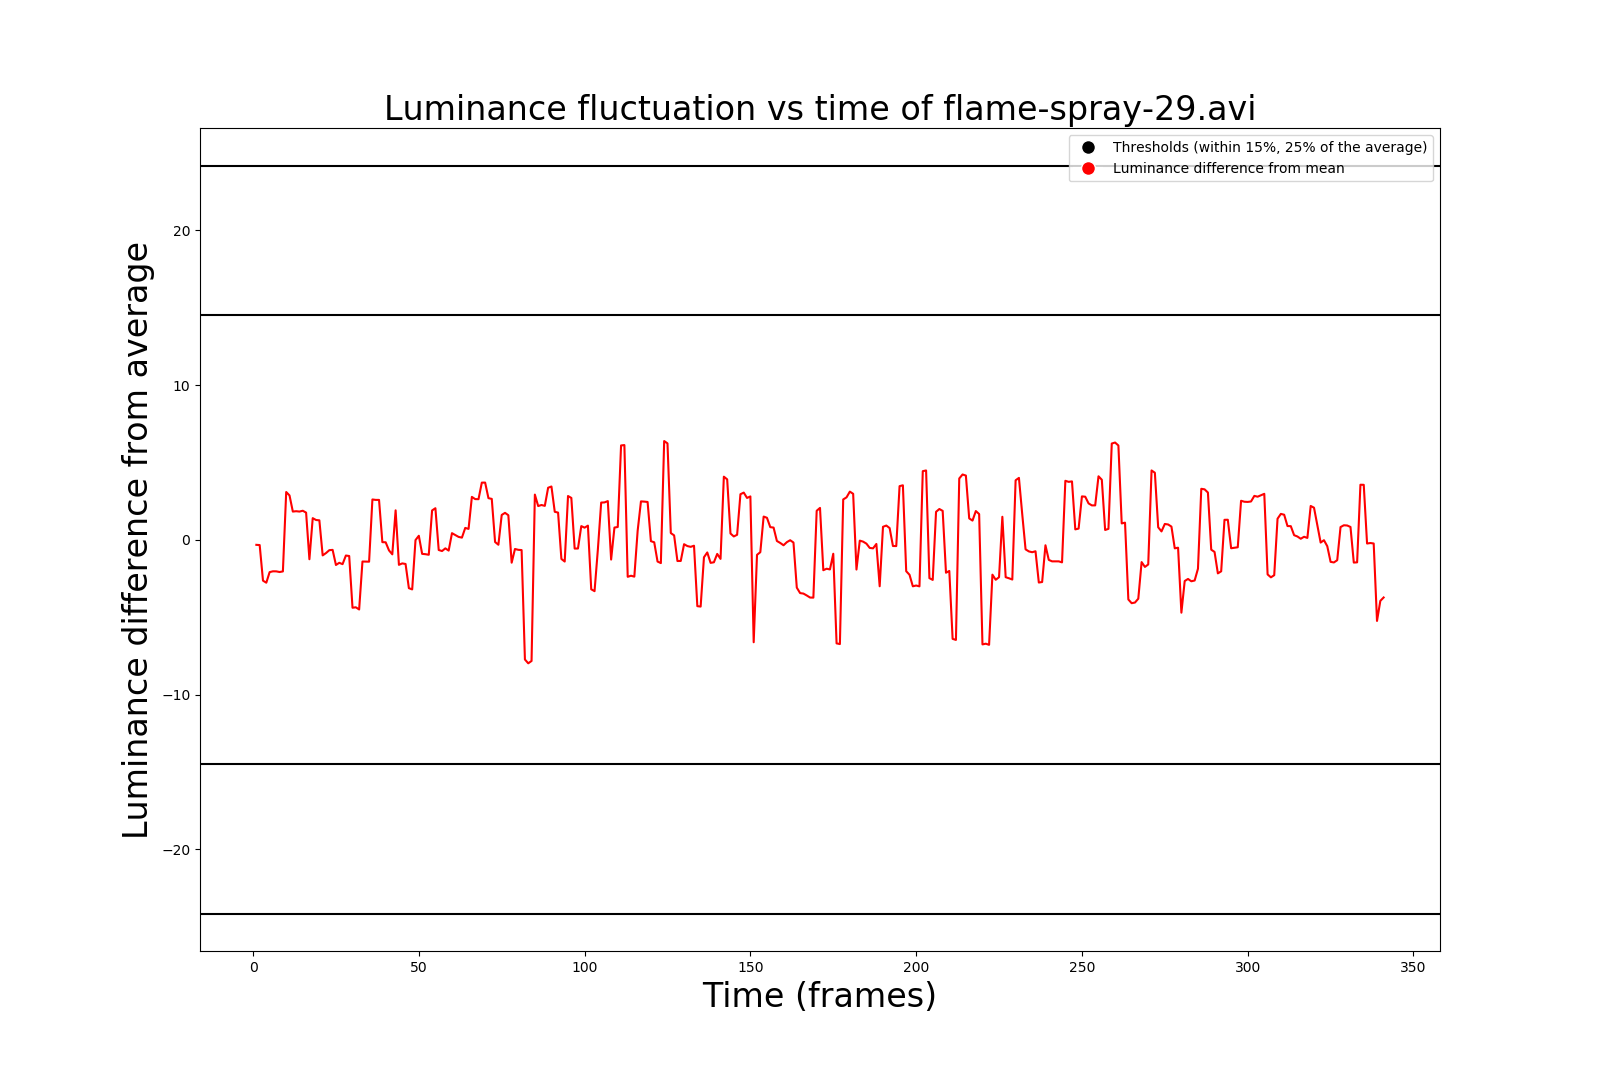 Luminance fluctuation vs time of flame-spray-29.avi
Thresholds (within 15%, 25% of the average)
Luminance difference from mean
Luminance difference from average
20
10
0
−10
−20
0 50 100 150 200 250 300 350
Time (frames)